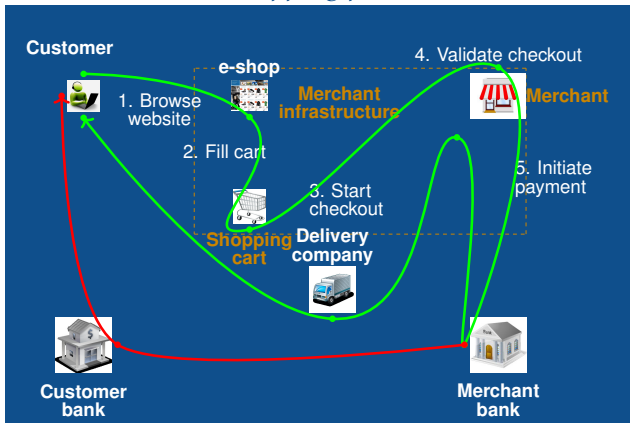 Customer
e-shop
4. Validate checkout
1. Browse
website
Merchant
infrastructure
Merchant
2. Fill cart
5. Initiate
payment
3. Start
checkout
Shopping
cart
Delivery
company
Customer
bank
Merchant
bank